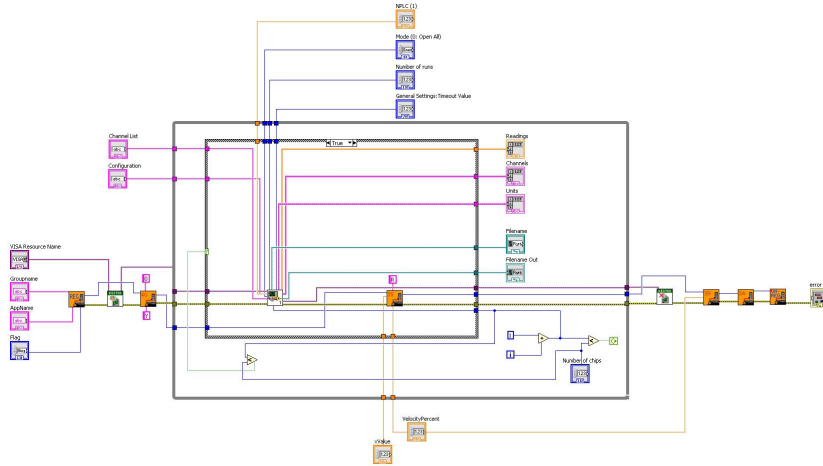 NPLC (1)
Mode (0: Open All)
Number of runs
General Settings:Timeout Value
Channel List
True
Readings
Configuration
Channels
Units
Filename
VISA Resource Name
Filename Out
Groupname
AppName
error
Flag
Number of chips
VelocityPercent
vValue